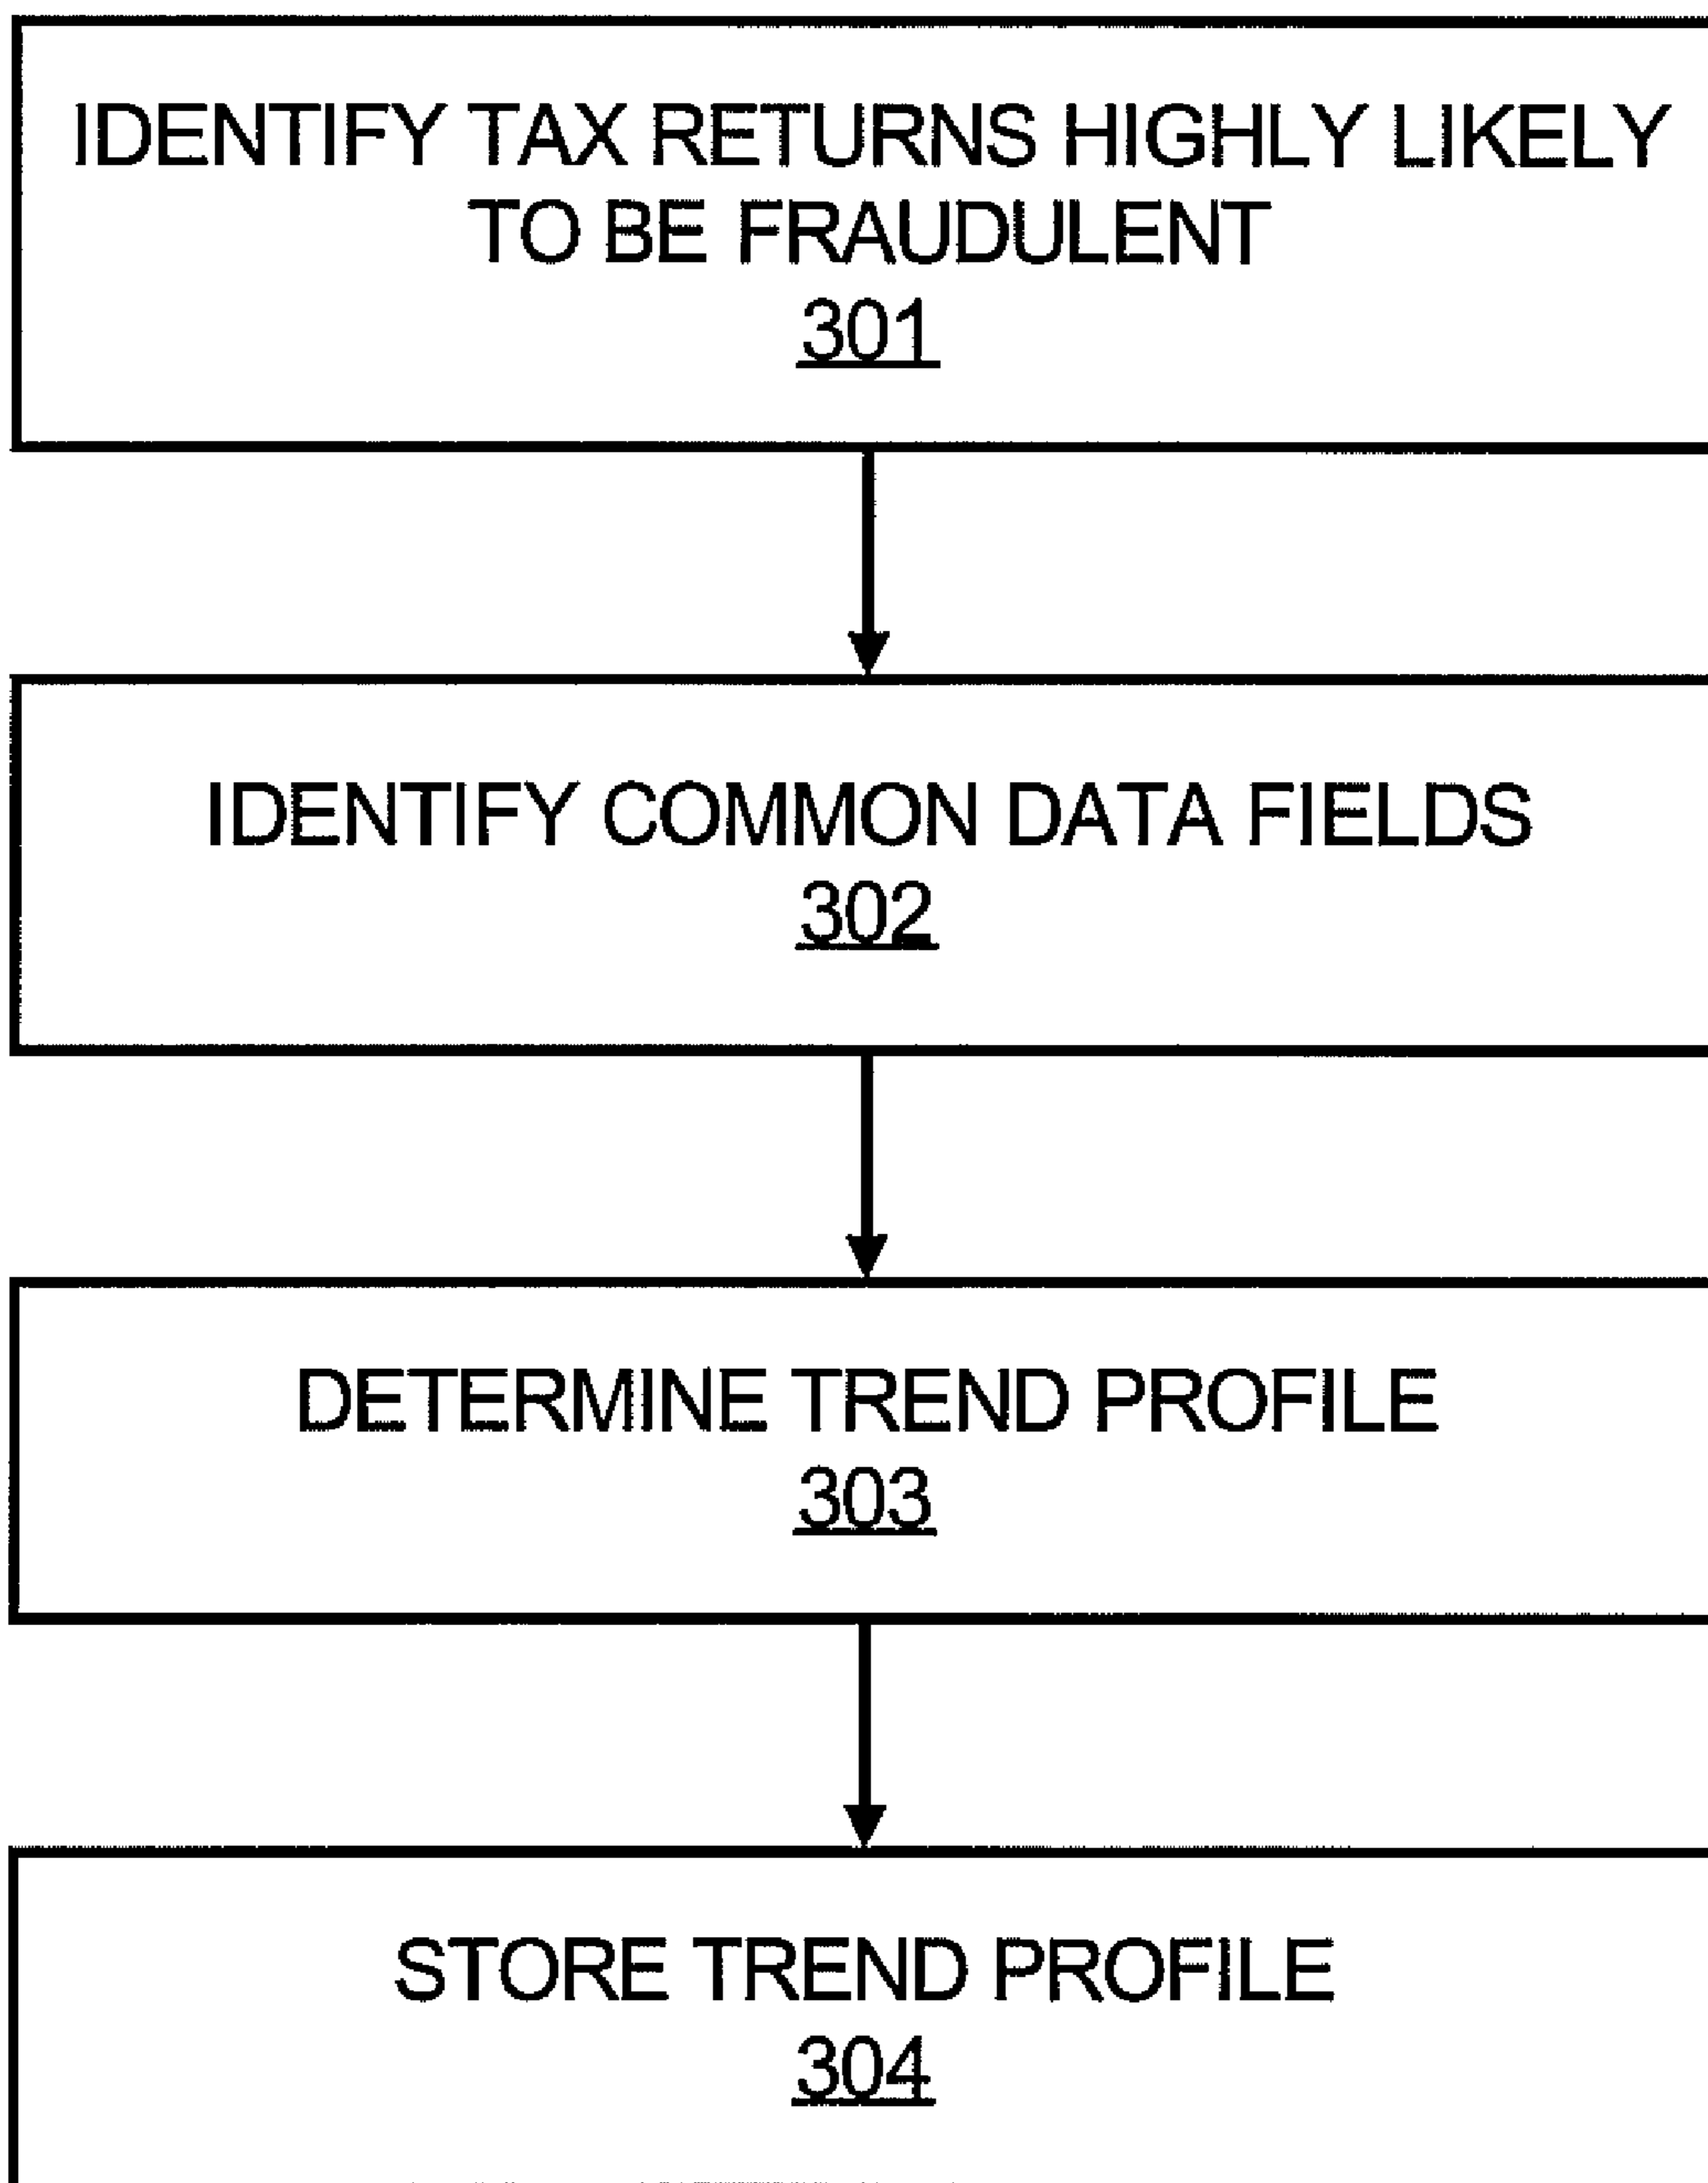 IDENTIFY TAX RETURNS HIGHLY LIKELY
TO BE FRAUDULENT
301
IDENTIFY COMMON DATA FIELDS
302
DETERMINE TREND PROFILE
303
STORE TREND PROFILE
304